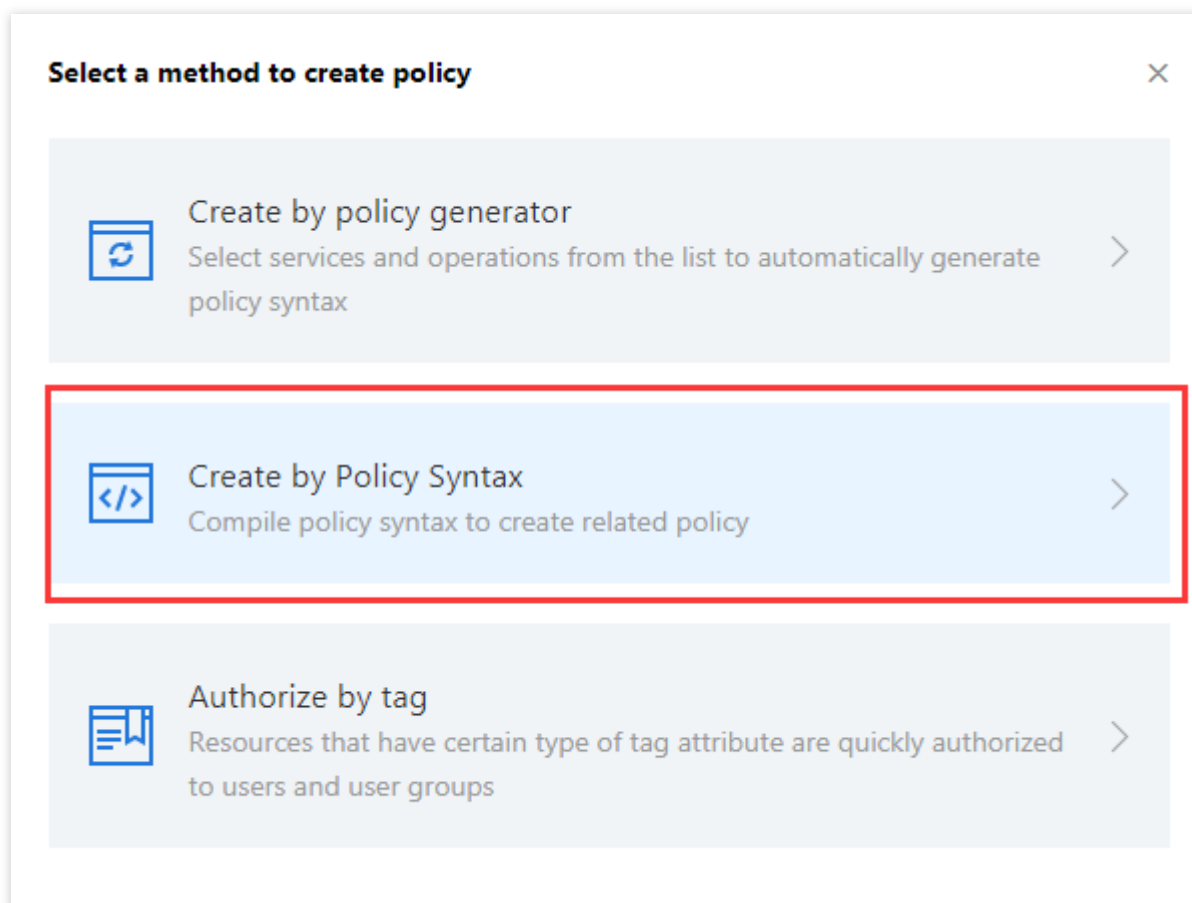 Select a method to create policy
Create by policy generator
Select services and operations from the list to automatically generate
policy syntax
Create by Policy Syntax
Compile policy syntax to create related policy
Authorize by tag
Resources that have certain type of tag attribute are quickly authorized
to users and user groups